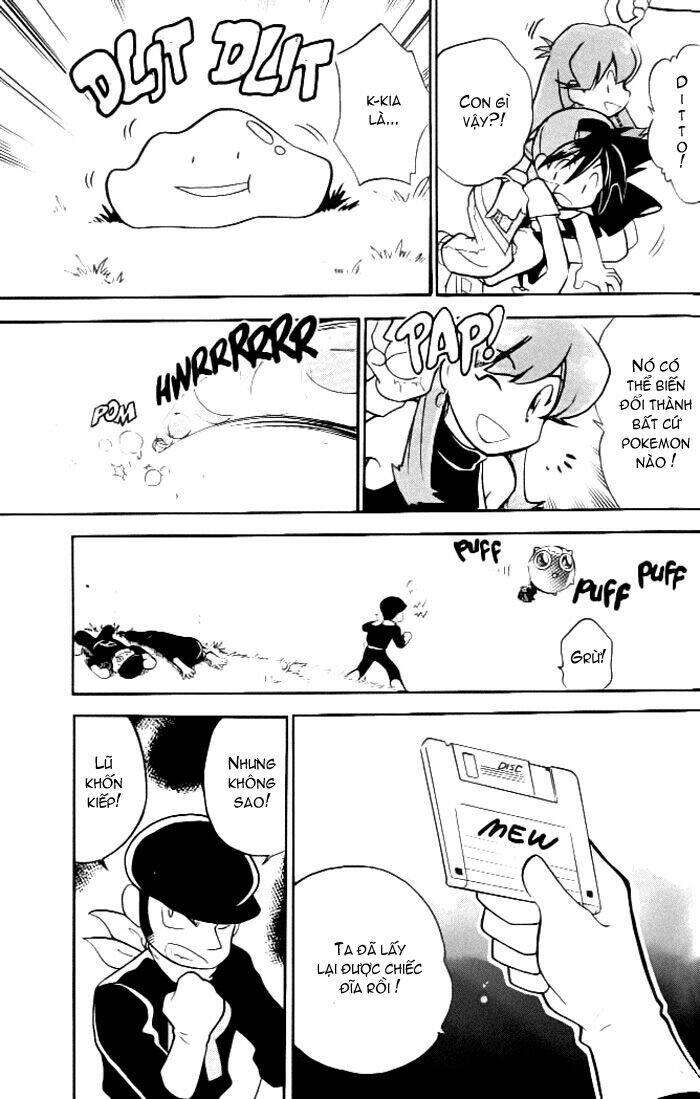 DITTO!
CON GÌ
VẬY?!
K-KIA
LÀ...
DLIT DLIT
NÓ CÓ
THỂ BIẾN
ĐỔI THÀNH
BẤT CỨ
POKEMON
NÀO!
PAP!
HWRRRRRR
POM
PUFF
PUFF
PUFF
GRỪ!
DISC
MEW
TA ĐÃ LẤY
LẠI ĐƯỢC CHIẾC
ĐĨA RỒI!
NHƯNG
KHÔNG
SAO!
LŨ
KHỐN
KIẾP!